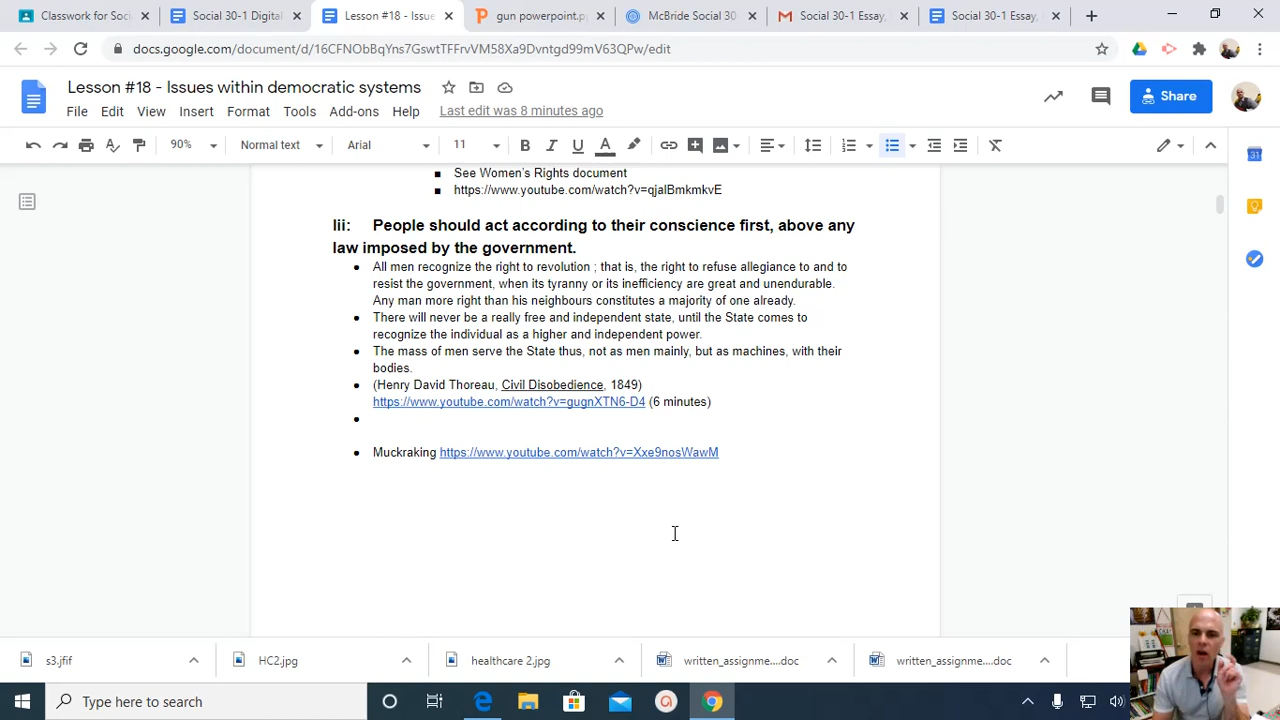 Classwork for Soci
Social 30-1 Digital
Lesson #18 - Issue
gun powerpoint.p
McBride Social 30
Social 30-1 Essay,
Social 30-1 Essay,
docs.google.com/document/d/16CFNObBqYns7GswtTFFrvVM58Xa9Dvntgd99mV63QPw/edit
Lesson #18 - Issues within democratic systems
File Edit View Insert Format Tools Add-ons Help Last edit was 8 minutes ago
Share
90% Normal text Arial 11
See Women's Rights document
https://www.youtube.com/watch?v=qjalBmkmkvE
Iii: People should act according to their conscience first, above any
law imposed by the government.
All men recognize the right to revolution ; that is, the right to refuse allegiance to and to
resist the government, when its tyranny or its inefficiency are great and unendurable.
Any man more right than his neighbours constitutes a majority of one already.
There will never be a really free and independent state, until the State comes to
recognize the individual as a higher and independent power.
The mass of men serve the State thus, not as men mainly, but as machines, with their
bodies.
(Henry David Thoreau, Civil Disobedience, 1849)
https://www.youtube.com/watch?v=gugnXTN6-D4 (6 minutes)
Muckraking https://www.youtube.com/watch?v=Xxe9nosWawM
s3.jfif
HC2.jpg
healthcare 2.jpg
written_assignme....doc
written_assignme....doc
Type here to search